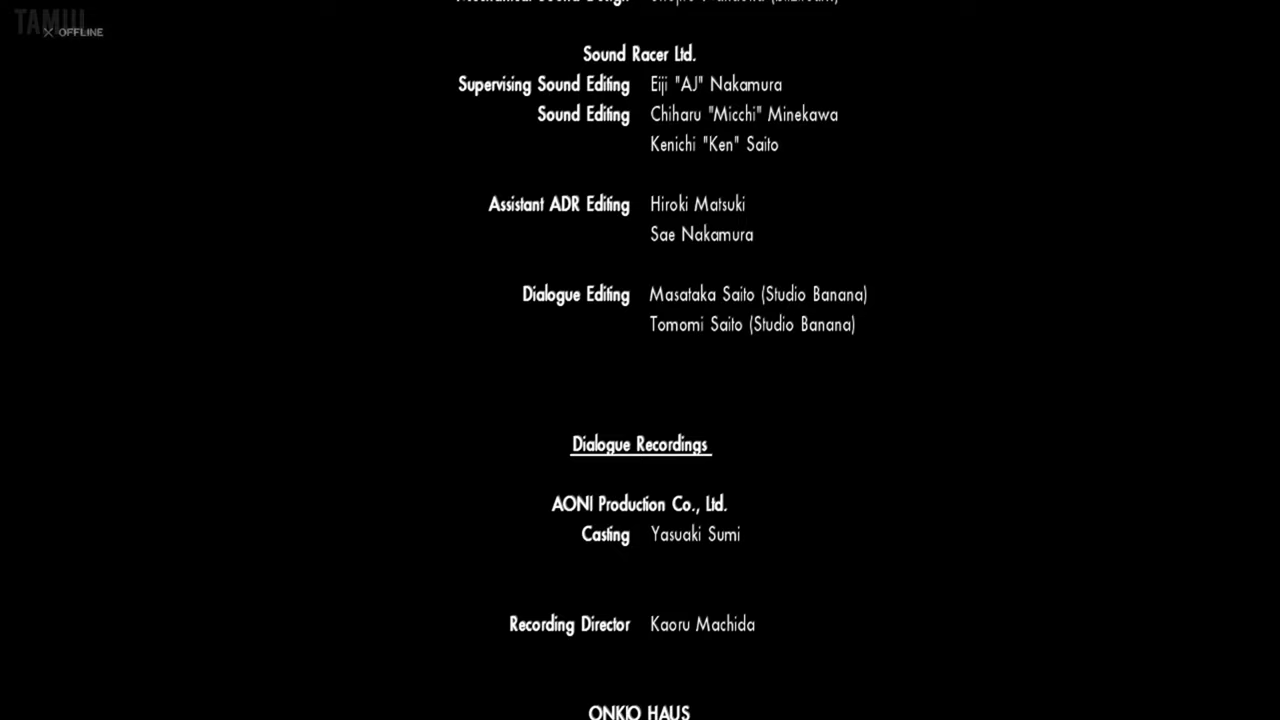 TAMIU
× OFFLINE
Sound Racer Ltd.
Supervising Sound Editing Eiji "AJ" Nakamura
Sound Editing Chiharu "Micchi" Minekawa
Kenichi "Ken" Saito
Assistant ADR Editing Hiroki Matsuki
Sae Nakamura
Dialogue Editing Masataka Saito (Studio Banana)
Tomomi Saito (Studio Banana)
Dialogue Recordings
AONI Production Co., Ltd.
Casting Yasuaki Sumi
Recording Director Kaoru Machida
ONKIO HAUS